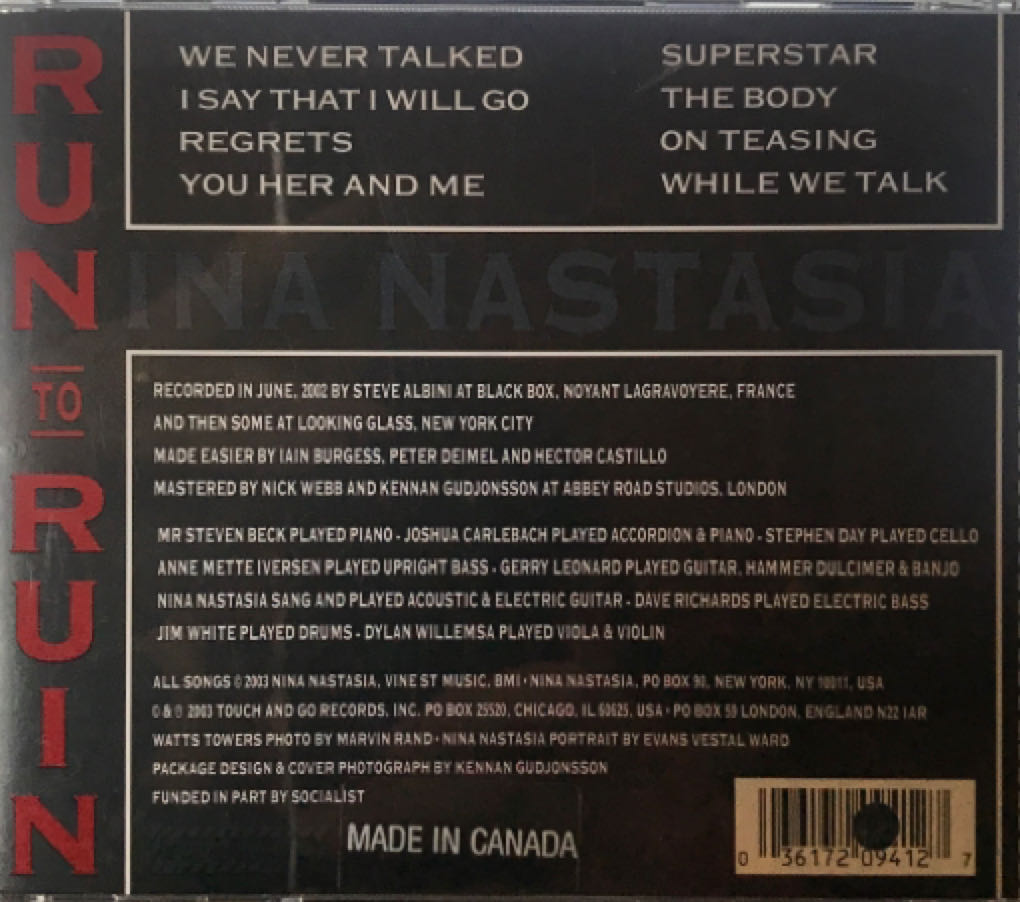 RUN TO RUIN
WE NEVER TALKED
I SAY THAT I WILL GO
REGRETS
YOU HER AND ME
SUPERSTAR
THE BODY
ON TEASING
WHILE WE TALK
INA NASTASIA
RECORDED IN JUNE, 2002 BY STEVE ALBINI AT BLACK BOX, NOYANT LAGRAVOYERE, FRANCE
AND THEN SOME AT LOOKING GLASS, NEW YORK CITY
MADE EASIER BY IAIN BURGESS, PETER DEIMEL AND HECTOR CASTILLO
MASTERED BY NICK WEBB AND KENNAN GUDJONSSON AT ABBEY ROAD STUDIOS, LONDON
MR STEVEN BECK PLAYED PIANO - JOSHUA CARLEBACH PLAYED ACCORDION & PIANO - STEPHEN DAY PLAYED CELLO
ANNE METTE IVERSEN PLAYED UPRIGHT BASS - GERRY LEONARD PLAYED GUITAR, HAMMER DULCIMER & BANJO
NINA NASTASIA SANG AND PLAYED ACOUSTIC & ELECTRIC GUITAR - DAVE RICHARDS PLAYED ELECTRIC BASS
JIM WHITE PLAYED DRUMS - DYLAN WILLEMSA PLAYED VIOLA & VIOLIN
ALL SONGS © 2003 NINA NASTASIA, VINE ST MUSIC, BMI • NINA NASTASIA, PO BOX 90, NEW YORK, NY 10011, USA
© & ℗ 2003 TOUCH AND GO RECORDS, INC. PO BOX 25520, CHICAGO, IL 60625, USA • PO BOX 59 LONDON, ENGLAND N22 1AR
WATTS TOWERS PHOTO BY MARVIN RAND • NINA NASTASIA PORTRAIT BY EVANS VESTAL WARD
PACKAGE DESIGN & COVER PHOTOGRAPH BY KENNAN GUDJONSSON
FUNDED IN PART BY SOCIALIST
MADE IN CANADA
0 36172 09412 7